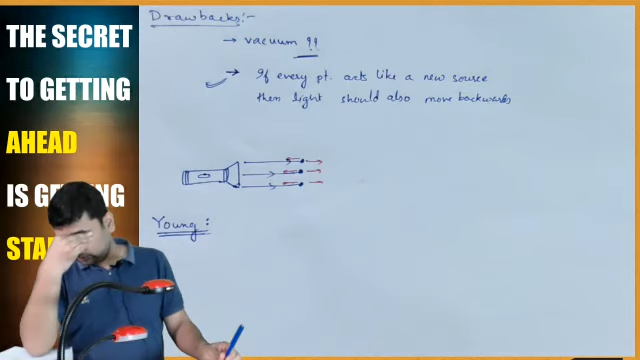 THE SECRET
TO GETTING
AHEAD
IS GETTING
STA
Drawbacks:-
→ vacuum ??
→ If every pt. acts like a new source
then light should also move backwards
Young :